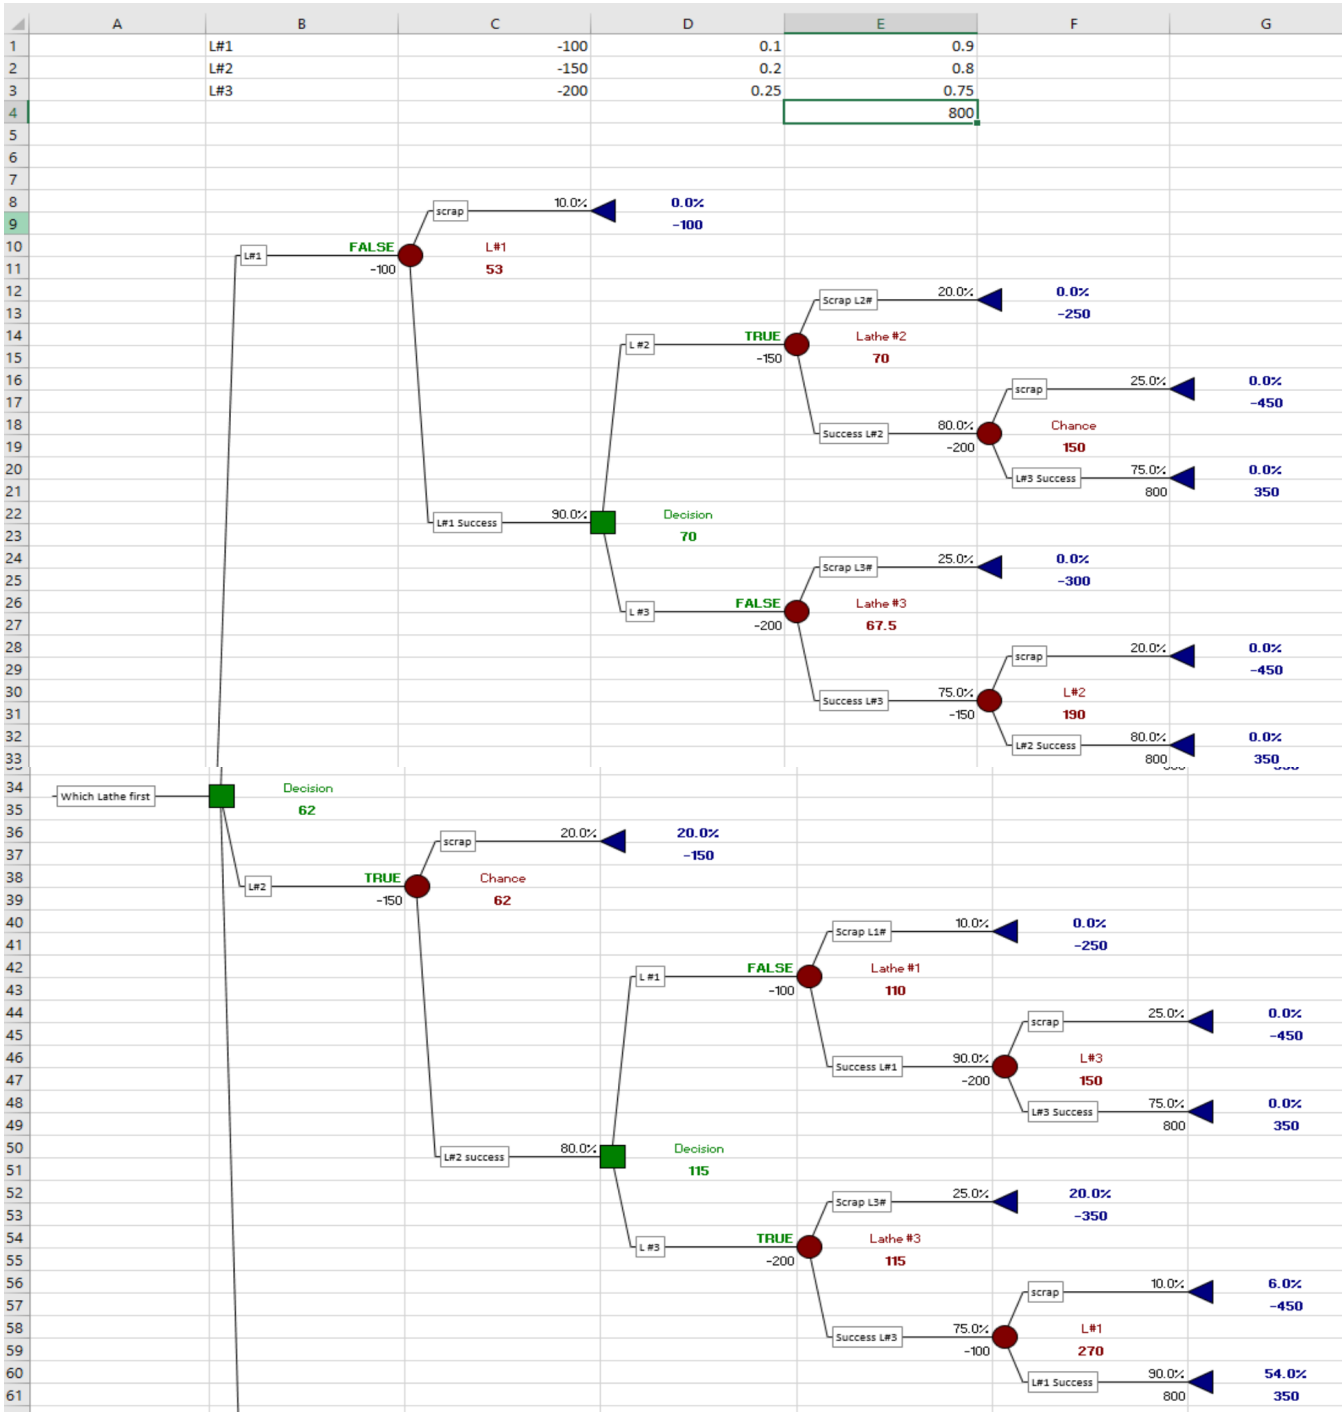 A B C D E F G
1 L#1 -100 0.1 0.9
2 L#2 -150 0.2 0.8
3 L#3 -200 0.25 0.75
4 800
5
6
7
8 scrap 10.0% 0.0%
9 -100
10 L#1 FALSE L#1
11 -100 53
12 Scrap L2# 20.0% 0.0%
13 -250
14 L #2 TRUE Lathe #2
15 -150 70
16 scrap 25.0% 0.0%
17 -450
18 Success L#2 80.0% Chance
19 -200 150
20 L#3 Success 75.0% 0.0%
21 800 350
22 L#1 Success 90.0% Decision
23 70
24 Scrap L3# 25.0% 0.0%
25 -300
26 L #3 FALSE Lathe #3
27 -200 67.5
28 scrap 20.0% 0.0%
29 -450
30 Success L#3 75.0% L#2
31 -150 190
32 L#2 Success 80.0% 0.0%
33 800 350
34 Which Lathe first Decision
35 62
36 scrap 20.0% 20.0%
37 -150
38 L#2 TRUE Chance
39 -150 62
40 Scrap L1# 10.0% 0.0%
41 -250
42 L #1 FALSE Lathe #1
43 -100 110
44 scrap 25.0% 0.0%
45 -450
46 Success L#1 90.0% L#3
47 -200 150
48 L#3 Success 75.0% 0.0%
49 800 350
50 L#2 success 80.0% Decision
51 115
52 Scrap L3# 25.0% 20.0%
53 -350
54 L #3 TRUE Lathe #3
55 -200 115
56 scrap 10.0% 6.0%
57 -450
58 Success L#3 75.0% L#1
59 -100 270
60 L#1 Success 90.0% 54.0%
61 800 350